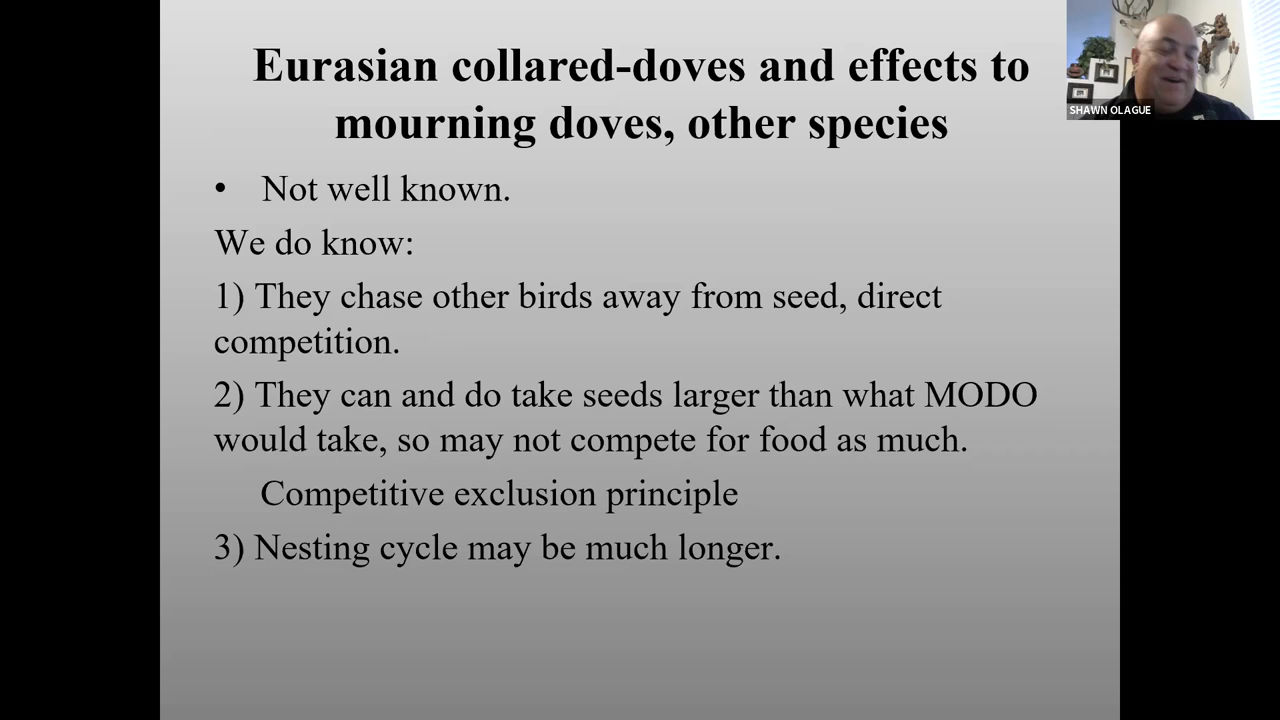 Eurasian collared-doves and effects to
mourning doves, other species
SHAWN OLAGUE
• Not well known.
We do know:
1) They chase other birds away from seed, direct
competition.
2) They can and do take seeds larger than what MODO
would take, so may not compete for food as much.
Competitive exclusion principle
3) Nesting cycle may be much longer.